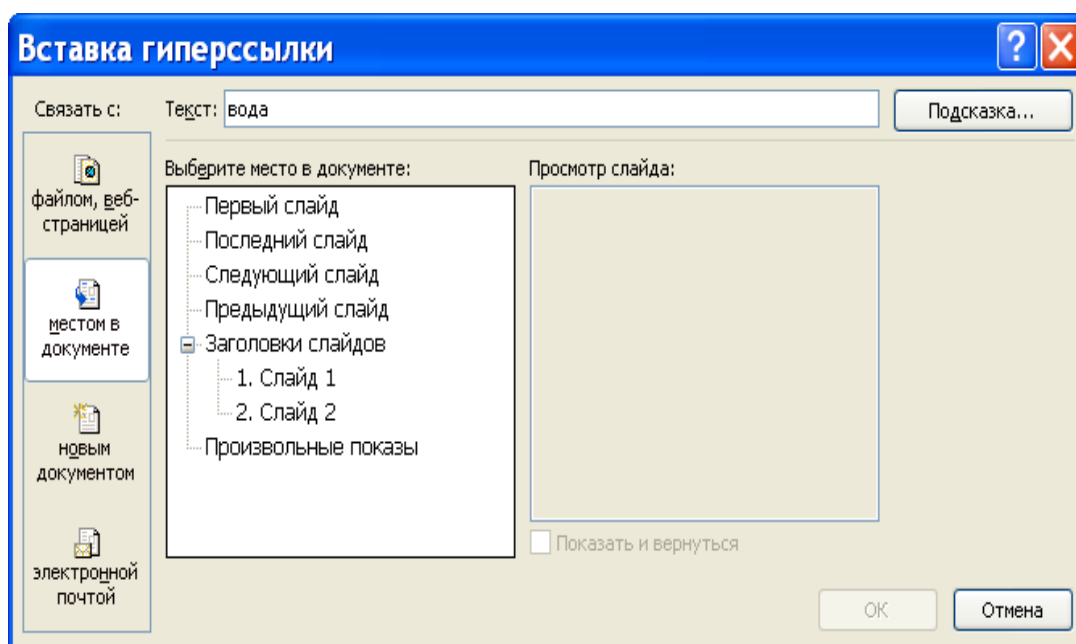 Вставка гиперссылки
Связать с:
Текст: вода
Подсказка...
файлом, веб-
страницей
местом в
документе
новым
документом
электронной
почтой
Выберите место в документе:
Первый слайд
Последний слайд
Следующий слайд
Предыдущий слайд
Заголовки слайдов
1. Слайд 1
2. Слайд 2
Произвольные показы
Просмотр слайда:
Показать и вернуться
ОК
Отмена